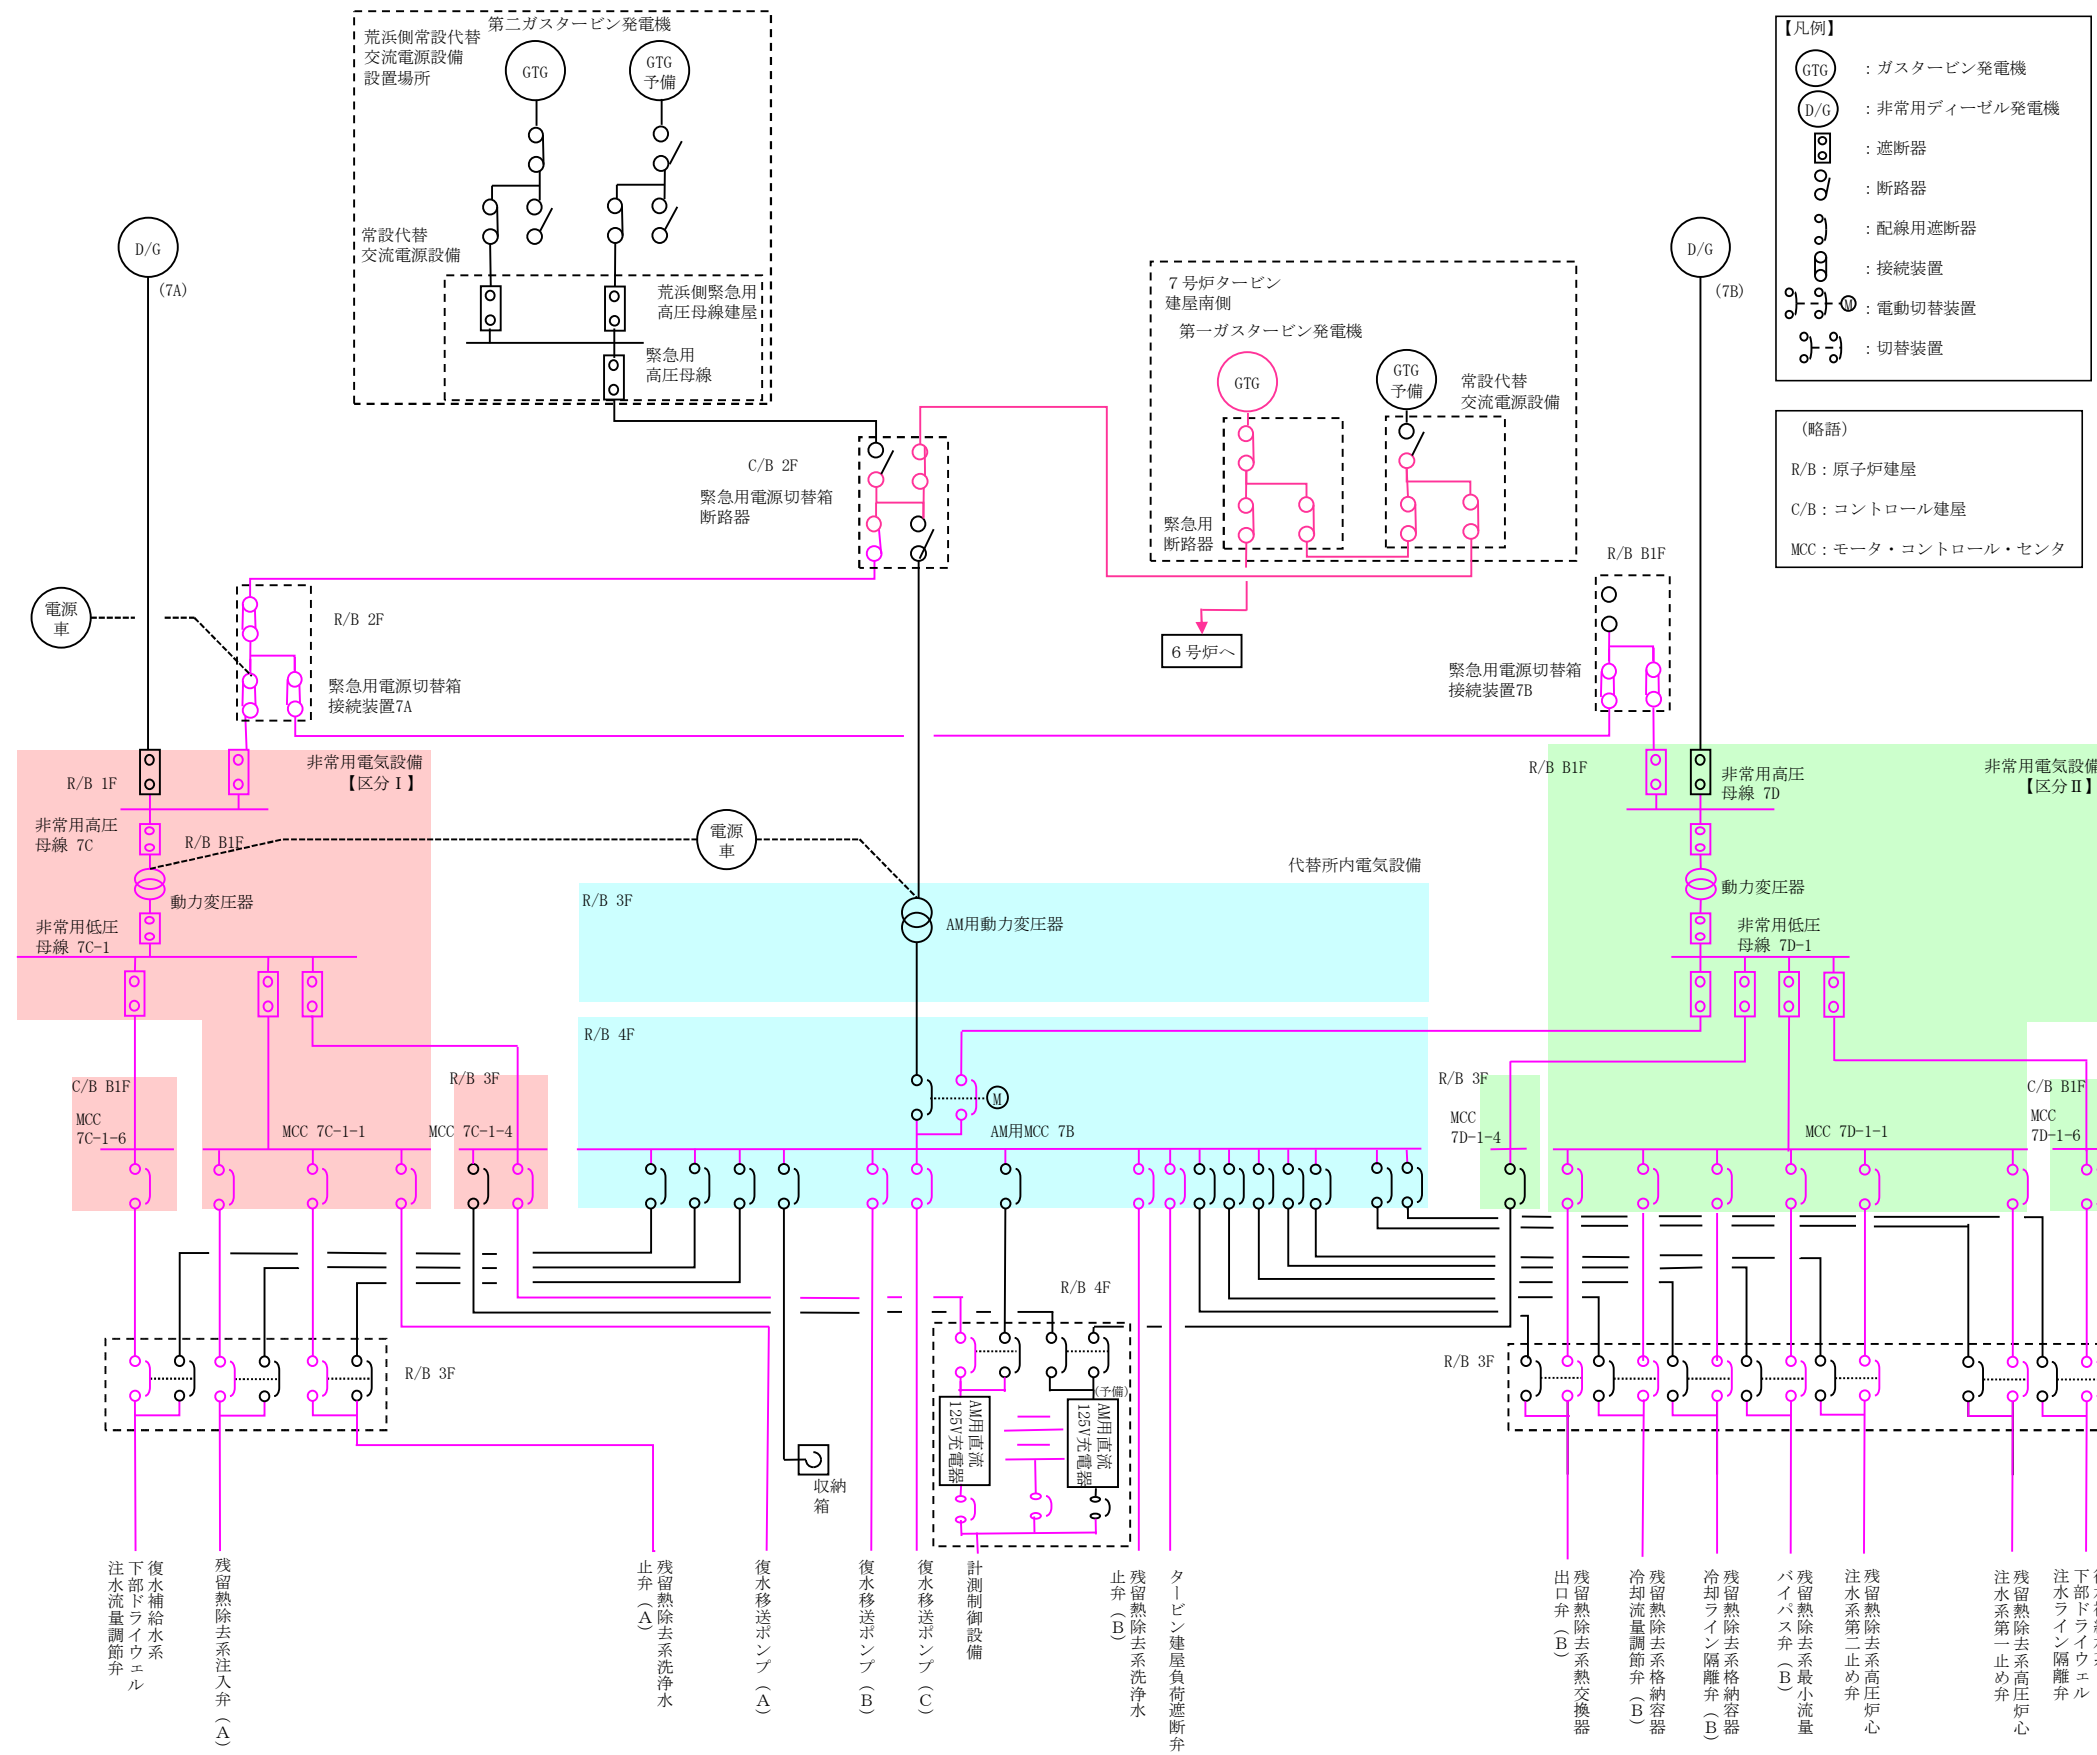 第二ガスタービン発電機
荒浜側常設代替
交流電源設備
設置場所
GTG
GTG
予備
常設代替
交流電源設備
荒浜側緊急用
高圧母線建屋
緊急用
高圧母線
D/G
(7A)
C/B 2F
緊急用電源切替箱
断路器
７号炉タービン
建屋南側
第一ガスタービン発電機
GTG
GTG
予備
常設代替
交流電源設備
緊急用
断路器
６号炉へ
D/G
(7B)
【凡例】
GTG
：ガスタービン発電機
D/G
：非常用ディーゼル発電機
：遮断器
：断路器
：配線用遮断器
：接続装置
M
：電動切替装置
：切替装置
（略語）
R/B：原子炉建屋
C/B：コントロール建屋
MCC：モータ・コントロール・センタ
電源
車
R/B 2F
緊急用電源切替箱
接続装置7A
R/B B1F
緊急用電源切替箱
接続装置7B
R/B 1F
非常用電気設備
【区分Ⅰ】
非常用高圧
母線 7C
R/B B1F
動力変圧器
非常用低圧
母線 7C-1
電源
車
代替所内電気設備
R/B 3F
AM用動力変圧器
R/B 4F
M
AM用MCC 7B
R/B B1F
非常用高圧
母線 7D
非常用電気設備
【区分Ⅱ】
動力変圧器
非常用低圧
母線 7D-1
C/B B1F
MCC
7C-1-6
MCC 7C-1-1
R/B 3F
MCC 7C-1-4
R/B 3F
MCC
7D-1-4
MCC 7D-1-1
C/B B1F
MCC
7D-1-6
R/B 3F
R/B 4F
(予備)
AM用直流
125V充電器
AM用直流
125V充電器
収納
箱
R/B 3F
復水補給水系
下部ドライウェル
注水流量調節弁
残留熱除去系注入弁（Ａ）
残留熱除去系洗浄水
止弁（Ａ）
復水移送ポンプ（Ａ）
復水移送ポンプ（Ｂ）
復水移送ポンプ（Ｃ）
計測制御設備
残留熱除去系洗浄水
止弁（Ｂ）
タービン建屋負荷遮断弁
残留熱除去系熱交換器
出口弁（Ｂ）
残留熱除去系格納容器
冷却流量調節弁（Ｂ）
残留熱除去系格納容器
冷却ライン隔離弁（Ｂ）
残留熱除去系最小流量
バイパス弁（Ｂ）
残留熱除去系高圧炉心
注水系第二止め弁
残留熱除去系高圧炉心
注水系第一止め弁
下部ドライウェル
注水ライン隔離弁